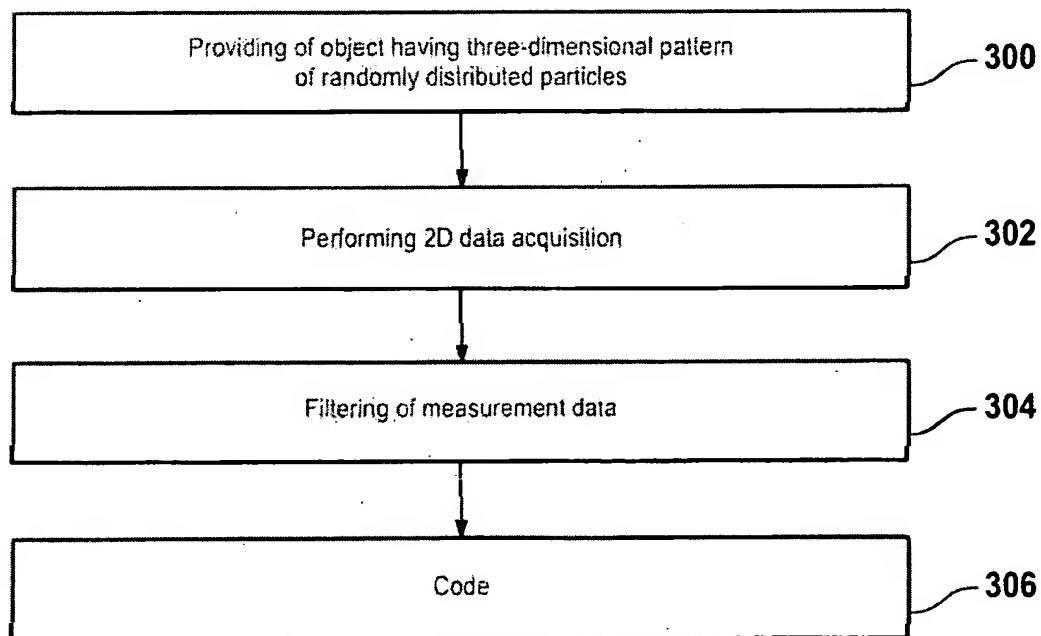 Providing of object having three-dimensional pattern
of randomly distributed particles
300
Performing 2D data acquisition
302
Filtering of measurement data
304
Code
306